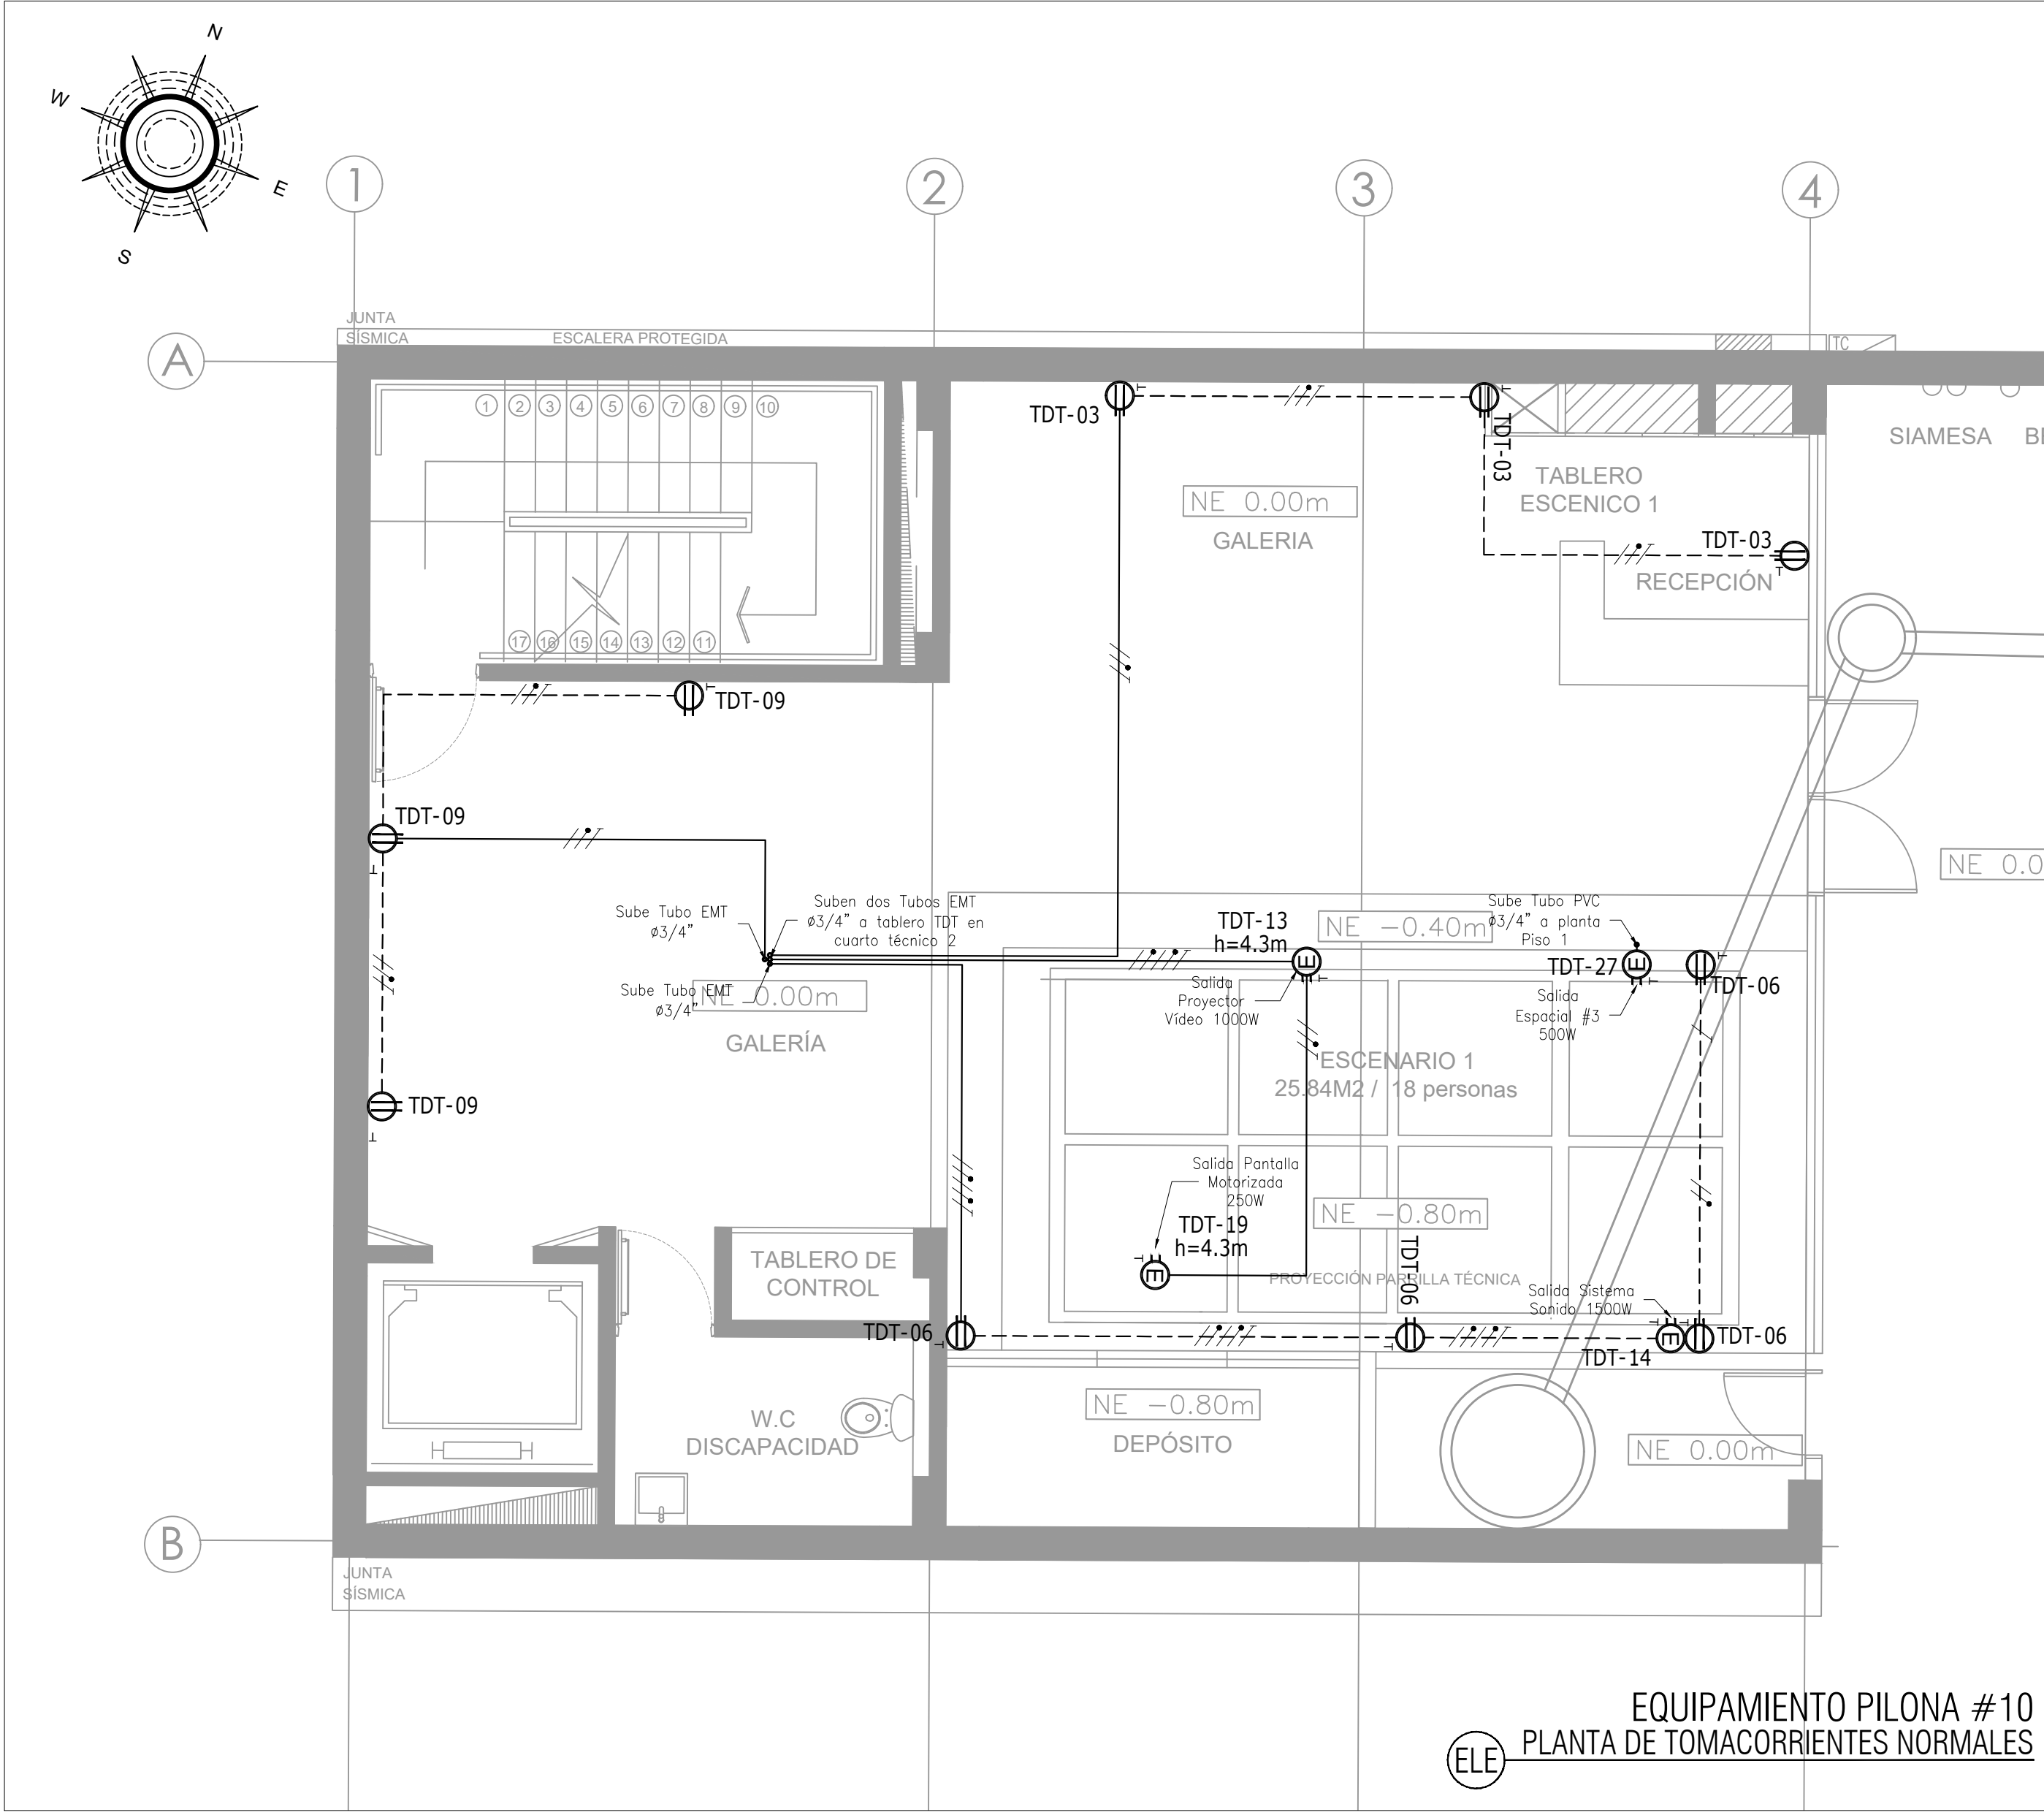 N
W
E
S
1
2
3
4
A
B
JUNTA
SÍSMICA
ESCALERA PROTEGIDA
TC
1 2 3 4 5 6 7 8 9 10
17 16 15 14 13 12 11
TDT-03
TDT-03
SIAMESA
TABLERO
ESCENICO 1
NE 0.00m
GALERIA
TDT-03
RECEPCIÓN
TDT-09
TDT-09
NE 0.0
Sube Tubo EMT
ø3/4"
Suben dos Tubos EMT
ø3/4" a tablero TDT en
cuarto técnico 2
TDT-13
h=4.3m
NE -0.40m
Sube Tubo PVC
ø3/4" a planta
Piso 1
TDT-27
TDT-06
Sube Tubo EMT
ø3/4"
NE 0.00m
GALERÍA
Salida
Proyector
Vídeo 1000W
Salida
Espacial #3
500W
ESCENARIO 1
25.84M2 / 18 personas
TDT-09
Salida Pantalla
Motorizada
250W
TDT-19
h=4.3m
NE -0.80m
TDT-06
TABLERO DE
CONTROL
PROYECCIÓN PARRILLA TÉCNICA
Salida Sistema
Sonido 1500W
TDT-06
TDT-14
TDT-06
NE -0.80m
DEPÓSITO
W.C
DISCAPACIDAD
NE 0.00m
JUNTA
SÍSMICA
EQUIPAMIENTO PILONA #10
ELE
PLANTA DE TOMACORRIENTES NORMALES